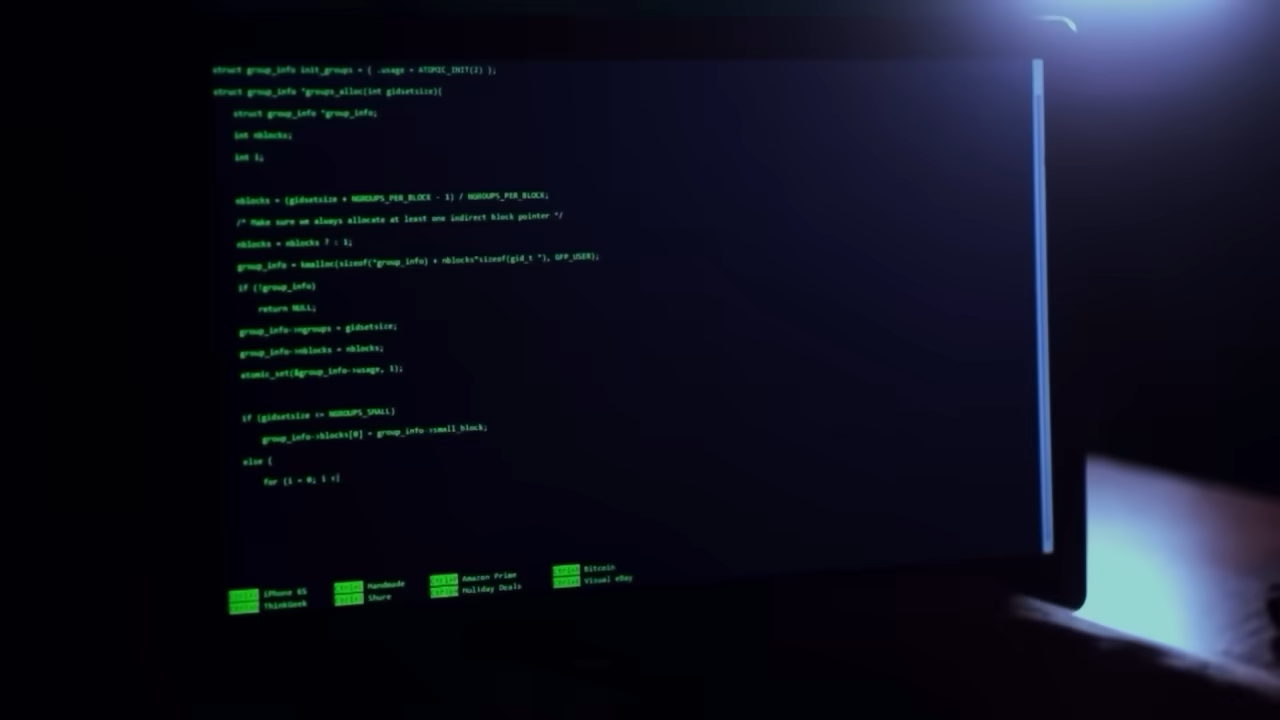 struct group_info init_groups = { .usage = ATOMIC_INIT(2) };
struct group_info *groups_alloc(int gidsetsize){
struct group_info *group_info;
int nblocks;
int i;
nblocks = (gidsetsize + NGROUPS_PER_BLOCK - 1) / NGROUPS_PER_BLOCK;
/* Make sure we always allocate at least one indirect block pointer */
nblocks = nblocks ? : 1;
group_info = kmalloc(sizeof(*group_info) + nblocks*sizeof(gid_t *), GFP_USER);
if (!group_info)
return NULL;
group_info->ngroups = gidsetsize;
group_info->nblocks = nblocks;
atomic_set(&group_info->usage, 1);
if (gidsetsize <= NGROUPS_SMALL)
group_info->blocks[0] = group_info->small_block;
else {
for (i = 0; i <
iPhone 6S Handmade Amazon Prime Bitcoin
ThinkGeek Share Holiday Deals Visual eBay